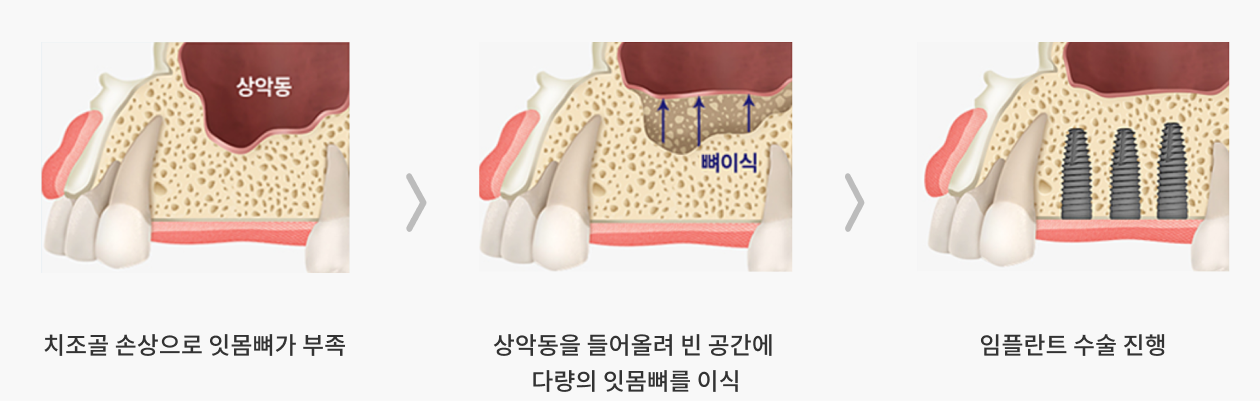 상악동
뼈이식
치조골 손상으로 잇몸뼈가 부족
상악동을 들어올려 빈 공간에
다량의 잇몸뼈를 이식
임플란트 수술 진행